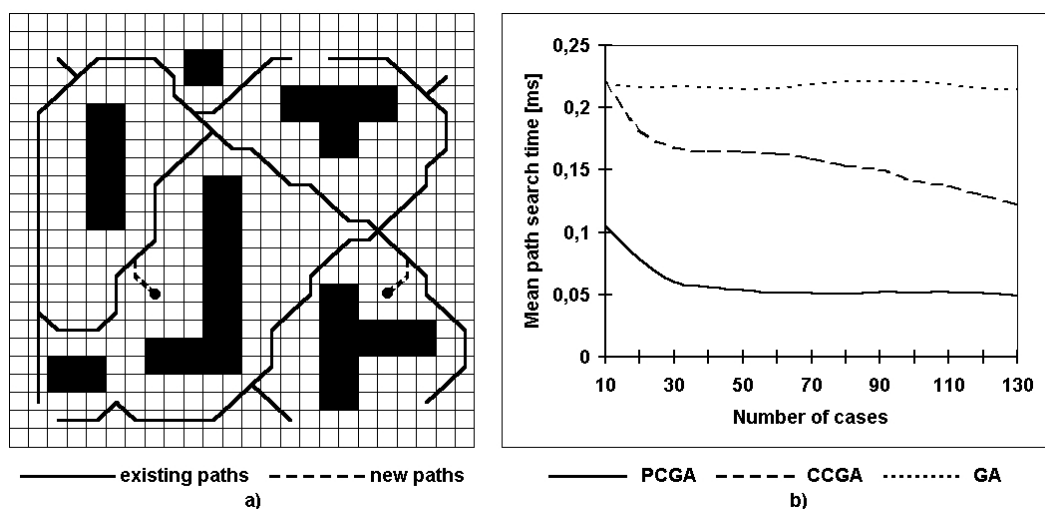 0,25
0,2
0,15
0,1
0,05
0
Mean path search time [ms]
10 30 50 70 90 110 130
Number of cases
existing paths new paths
a)
PCGA CCGA GA
b)